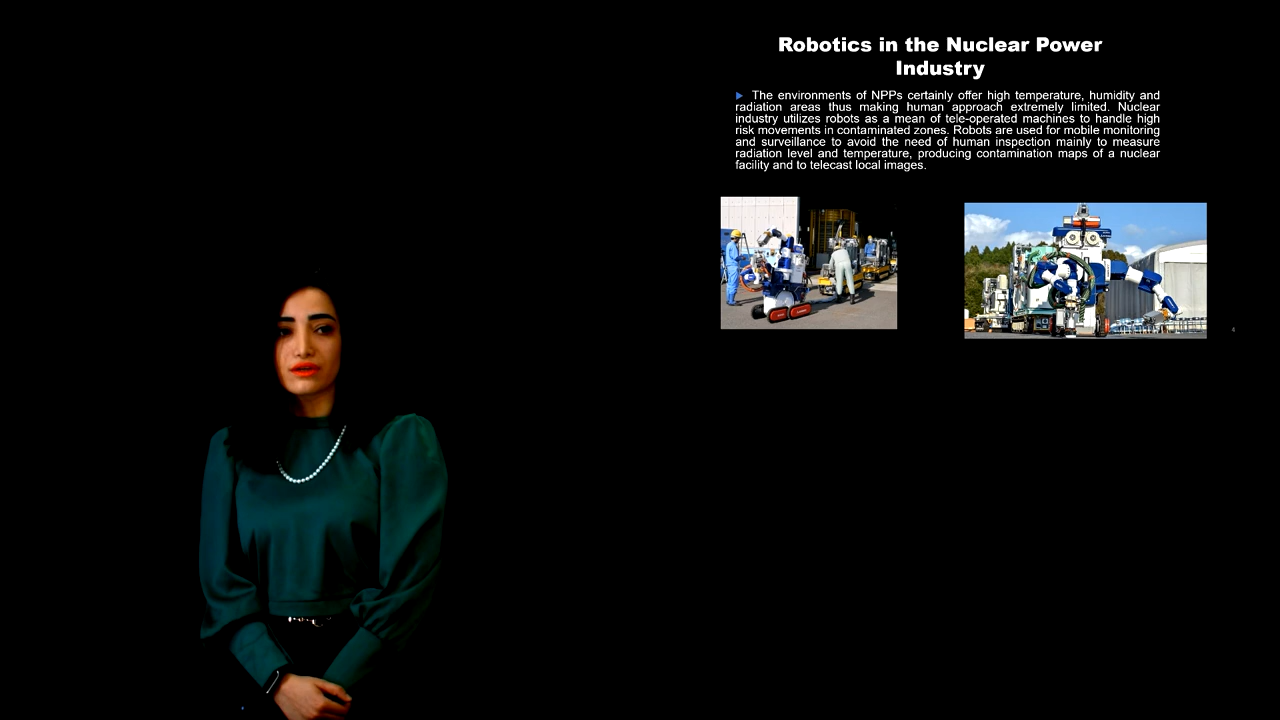 Robotics in the Nuclear Power
Industry
The environments of NPPs certainly offer high temperature, humidity and
radiation areas thus making human approach extremely limited. Nuclear
industry utilizes robots as a mean of tele-operated machines to handle high
risk movements in contaminated zones. Robots are used for mobile monitoring
and surveillance to avoid the need of human inspection mainly to measure
radiation level and temperature, producing contamination maps of a nuclear
facility and to telecast local images.